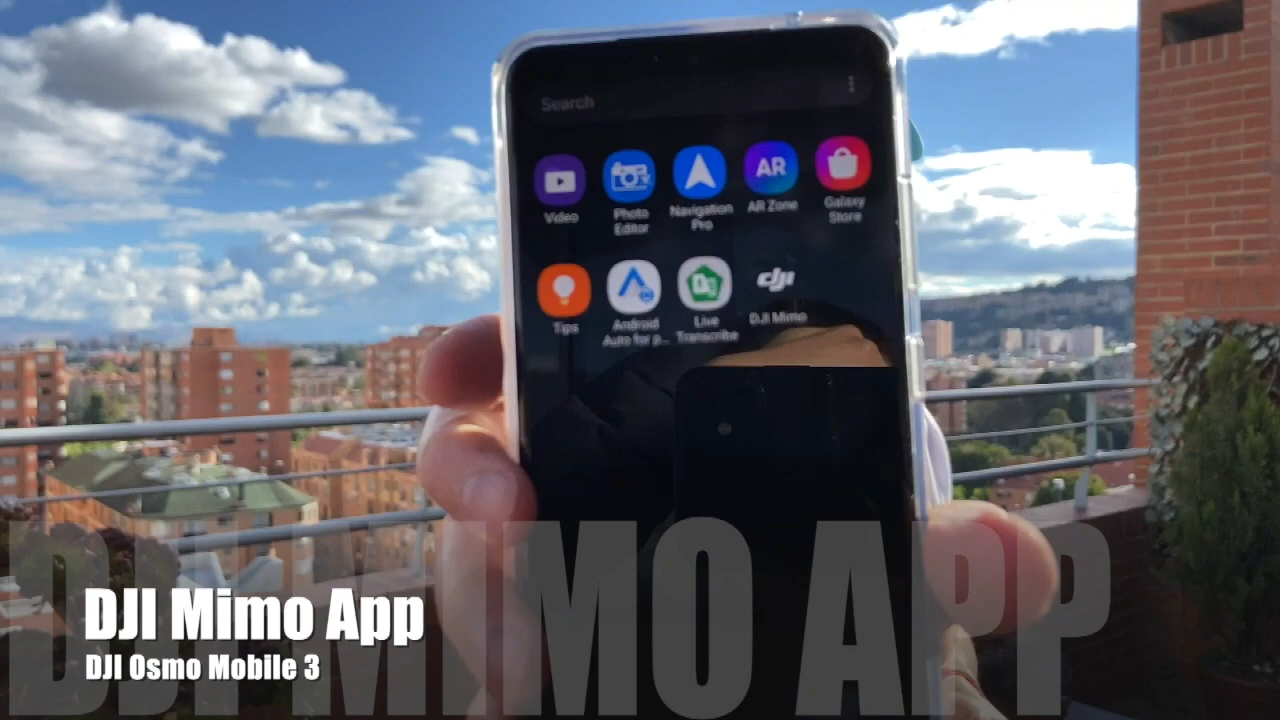 Search
AR
Video
Photo
Editor
Navigation
Pro
AR Zone
Galaxy
Store
Dg
dji
Tips
Android
Auto for p...
Live
Transcribe
DJI Mimo
DJI MIMO APP
DJI Mimo App
DJI Osmo Mobile 3